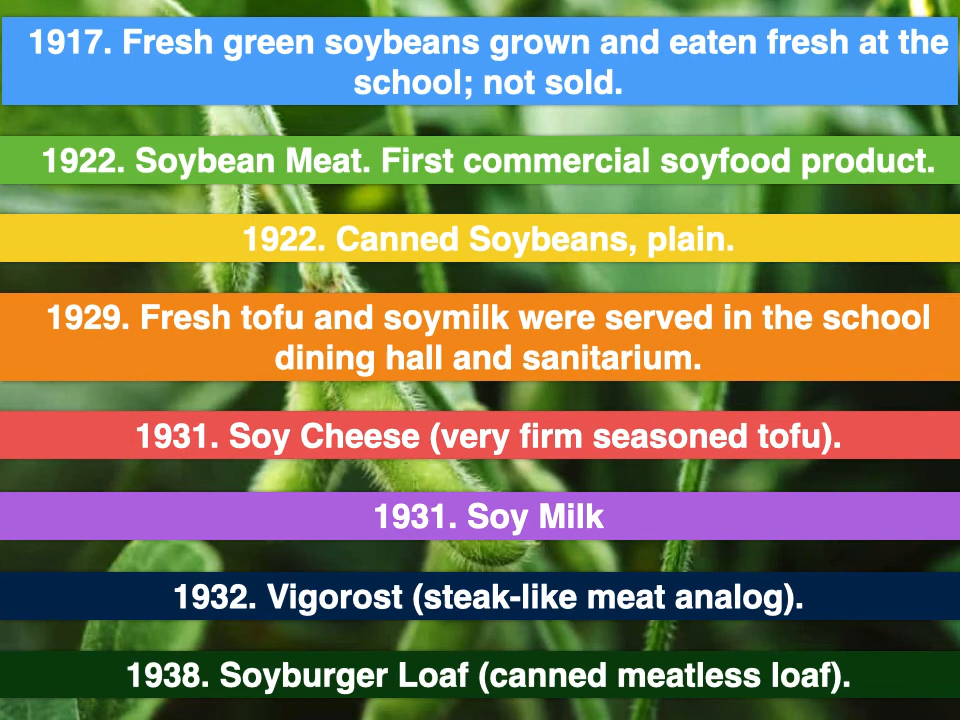 1917. Fresh green soybeans grown and eaten fresh at the
school; not sold.
1922. Soybean Meat. First commercial soyfood product.
1922. Canned Soybeans, plain.
1929. Fresh tofu and soymilk were served in the school
dining hall and sanitarium.
1931. Soy Cheese (very firm seasoned tofu).
1931. Soy Milk
1932. Vigorost (steak-like meat analog).
1938. Soyburger Loaf (canned meatless loaf).